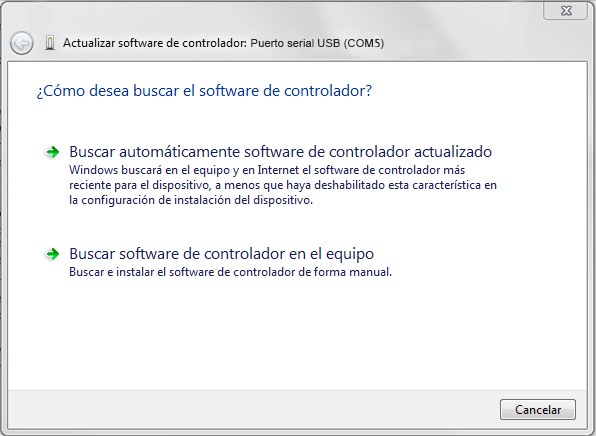 Actualizar software de controlador: Puerto serial USB (COM5)
¿Cómo desea buscar el software de controlador?
Buscar automáticamente software de controlador actualizado
Windows buscará en el equipo y en Internet el software de controlador más
reciente para el dispositivo, a menos que haya deshabilitado esta característica en
la configuración de instalación del dispositivo.
Buscar software de controlador en el equipo
Buscar e instalar el software de controlador de forma manual.
Cancelar